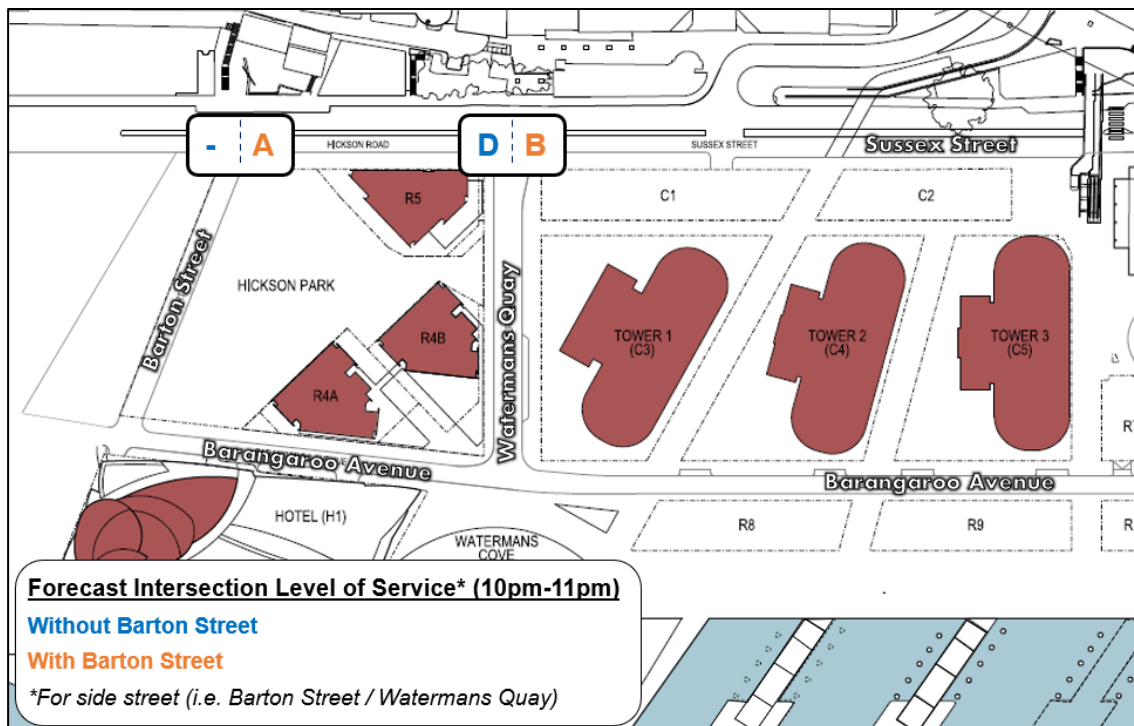 - A
D B
HICKSON ROAD
SUSSEX STREET
Sussex Street
R5
C1
C2
Barton Street
HICKSON PARK
Watermans Quay
R4B
R4A
TOWER 1
(C3)
TOWER 2
(C4)
TOWER 3
(C5)
Barangaroo Avenue
Barangaroo Avenue
HOTEL (H1)
WATERMANS
COVE
R8
R9
Forecast Intersection Level of Service* (10pm-11pm)
Without Barton Street
With Barton Street
*For side street (i.e. Barton Street / Watermans Quay)